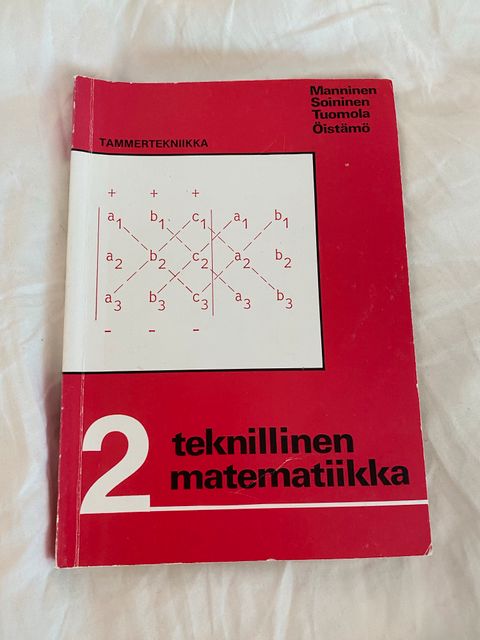 Manninen
Soininen
Tuomola
Öistämö
TAMMERTEKNIIKKA
+ + +
a1 b1 c1 a1 b1
a2 b2 c2 a2 b2
a3 b3 c3 a3 b3
- - -
2 teknillinen
matematiikka